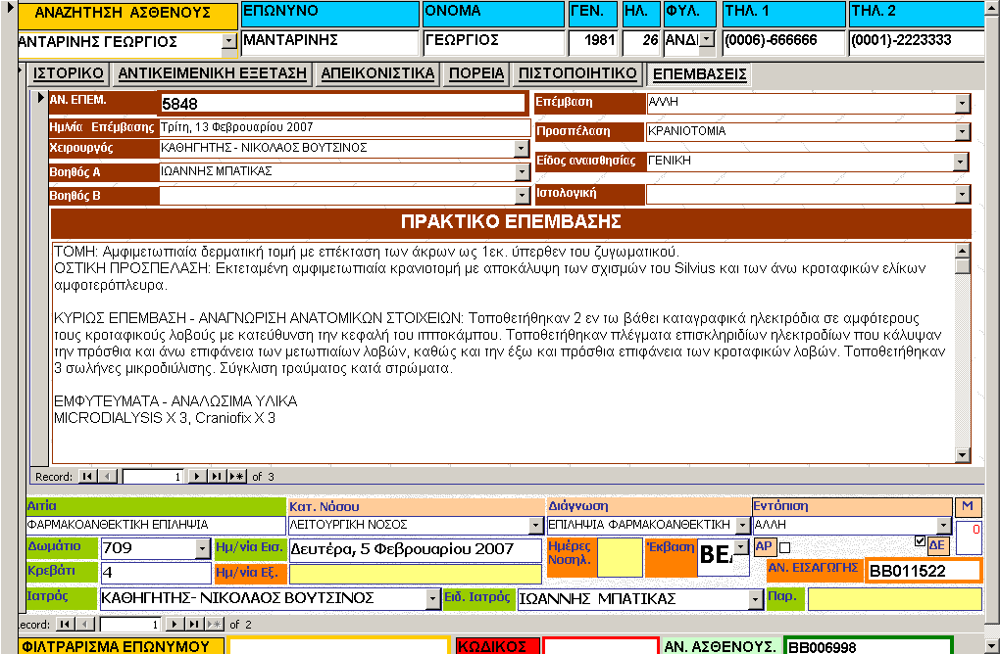 ΑΝΑΖΗΤΗΣΗ ΑΣΘΕΝΟΥΣ ΕΠΩΝΥΝΟ ΟΝΟΜΑ ΓΕΝ. ΗΛ. ΦΥΛ. ΤΗΛ. 1 ΤΗΛ. 2
ΑΝΤΑΡΙΝΗΣ ΓΕΩΡΓΙΟΣ ΜΑΝΤΑΡΙΝΗΣ ΓΕΩΡΓΙΟΣ 1981 26 ΑΝΔ (0006)-666666 (0001)-2223333
ΙΣΤΟΡΙΚΟ ΑΝΤΙΚΕΙΜΕΝΙΚΗ ΕΞΕΤΑΣΗ ΑΠΕΙΚΟΝΙΣΤΙΚΑ ΠΟΡΕΙΑ ΠΙΣΤΟΠΟΙΗΤΙΚΟ ΕΠΕΜΒΑΣΕΙΣ
ΑΝ. ΕΠΕΜ. 5848 Επέμβαση ΑΛΛΗ
Ημ/νία Επέμβασης Τρίτη, 13 Φεβρουαρίου 2007 Προσπέλαση ΚΡΑΝΙΟΤΟΜΙΑ
Χειρουργός ΚΑΘΗΓΗΤΗΣ - ΝΙΚΟΛΑΟΣ ΒΟΥΤΣΙΝΟΣ Είδος αναισθησίας ΓΕΝΙΚΗ
Βοηθός Α ΙΩΑΝΝΗΣ ΜΠΑΤΙΚΑΣ
Βοηθός Β Ιστολογική
ΠΡΑΚΤΙΚΟ ΕΠΕΜΒΑΣΗΣ
ΤΟΜΗ: Αμφιμετωπιαία δερματική τομή με επέκταση των άκρων ως 1εκ. ύπερθεν του ζυγωματικού.
ΟΣΤΙΚΗ ΠΡΟΣΠΕΛΑΣΗ: Εκτεταμένη αμφιμετωπιαία κρανιοτομή με αποκάλυψη των σχισμών του Silvius και των άνω κροταφικών ελίκων
αμφοτερόπλευρα.
ΚΥΡΙΩΣ ΕΠΕΜΒΑΣΗ - ΑΝΑΓΝΩΡΙΣΗ ΑΝΑΤΟΜΙΚΩΝ ΣΤΟΙΧΕΙΩΝ: Τοποθετήθηκαν 2 εν τω βάθει καταγραφικά ηλεκτρόδια σε αμφότερους
τους κροταφικούς λοβούς με κατεύθυνση την κεφαλή του ιπποκάμπου. Τοποθετήθηκαν πλέγματα επισκληριδίων ηλεκτροδίων που κάλυψαν
την πρόσθια και άνω επιφάνεια των μετωπιαίων λοβών, καθώς και την έξω και πρόσθια επιφάνεια των κροταφικών λοβών. Τοποθετήθηκαν
3 σωλήνες μικροδιύλισης. Σύγκλιση τραύματος κατά στρώματα.
ΕΜΦΥΤΕΥΜΑΤΑ - ΑΝΑΛΩΣΙΜΑ ΥΛΙΚΑ
MICRODIALYSIS X 3, Craniofix X 3
Record: 1 of 3
Αιτία Κατ. Νόσου Διάγνωση Εντόπιση Μ
ΦΑΡΜΑΚΟΑΝΘΕΚΤΙΚΗ ΕΠΙΛΗΨΙΑ ΛΕΙΤΟΥΡΓΙΚΗ ΝΟΣΟΣ ΕΠΙΛΗΨΙΑ ΦΑΡΜΑΚΟΑΝΘΕΚΤΙΚΗ ΑΛΛΗ 0
Δωμάτιο 709 Ημ/νία Εισ. Δευτέρα, 5 Φεβρουαρίου 2007 Ημέρες Νοσηλ. Έκβαση ΒΕΛ ΑΡ ΔΕ
Κρεβάτι 4 Ημ/νία Εξ. ΑΝ. ΕΙΣΑΓΩΓΗΣ BB011522
Ιατρός ΚΑΘΗΓΗΤΗΣ- ΝΙΚΟΛΑΟΣ ΒΟΥΤΣΙΝΟΣ Ειδ. Ιατρός ΙΩΑΝΝΗΣ ΜΠΑΤΙΚΑΣ Παρ.
ecord: 1 of 2
ΦΙΛΤΡΑΡΙΣΜΑ ΕΠΩΝΥΜΟΥ ΚΩΔΙΚΟΣ ΑΝ. ΑΣΘΕΝΟΥΣ. BB006998